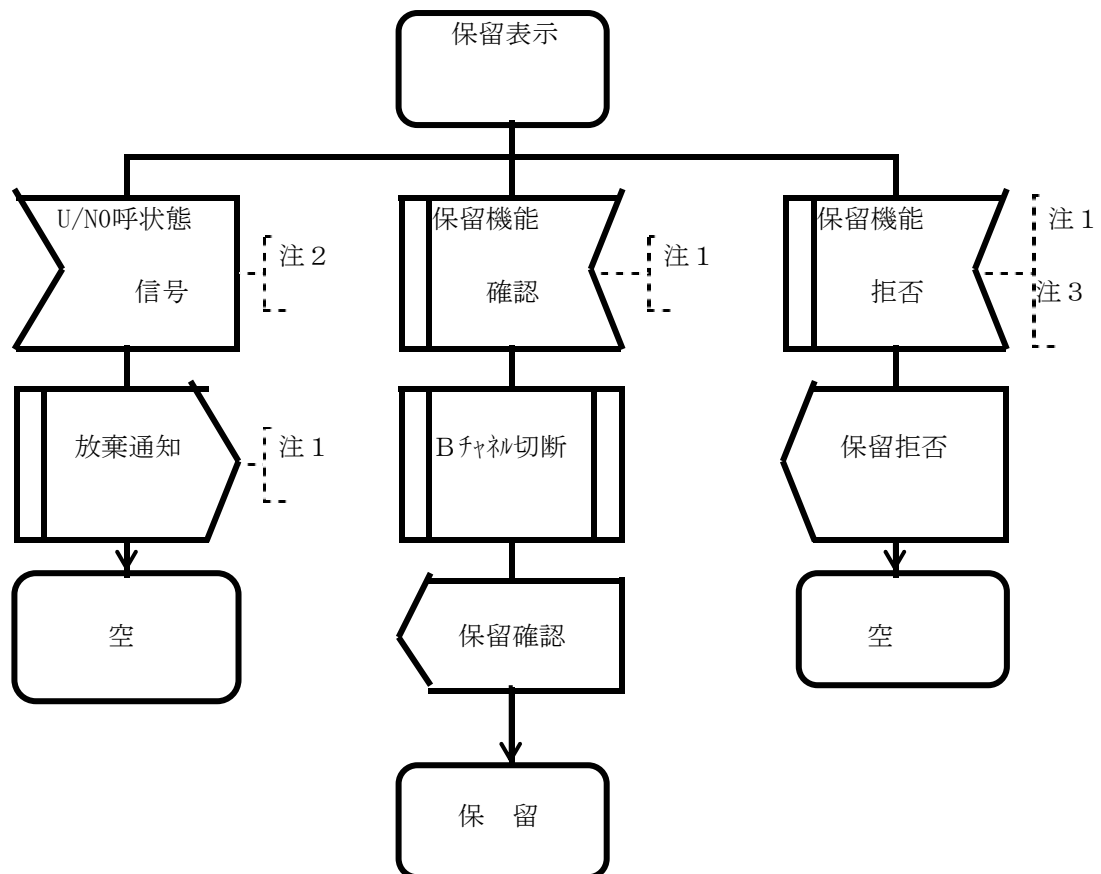 保留表示
U/N0呼状態
信号
注２
保留機能
確認
注１
保留機能
拒否
注１
注３
放棄通知
注１
Ｂﾁｬﾈﾙ切断
保留拒否
空
保留確認
空
保　留